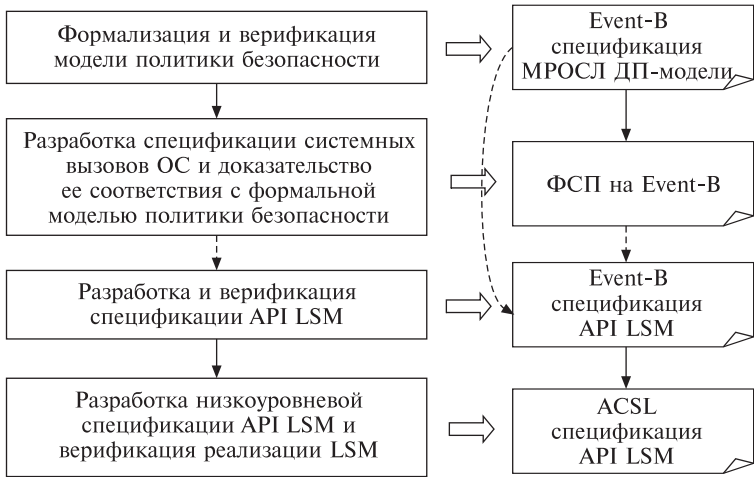 Формализация и верификация
модели политики безопасности
Event-B
спецификация
МРОСЛ ДП-модели
Разработка спецификации системных
вызовов ОС и доказательство
ее соответствия с формальной
моделью политики безопасности
ФСП на Event-B
Разработка и верификация
спецификации API LSM
Event-B
спецификация
API LSM
Разработка низкоуровневой
спецификации API LSM и
верификация реализации LSM
ACSL
спецификация
API LSM